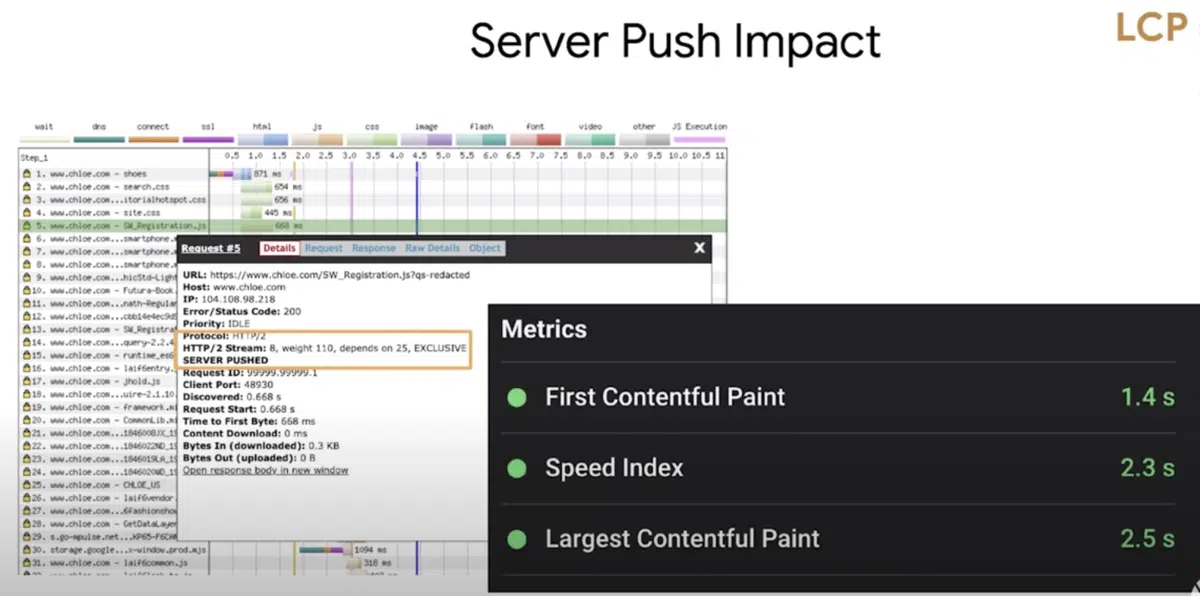 Server Push Impact
LCP
wait dns connect ssl html js css image flash font video other JS Execution
Step_1 0.5 1.0 1.5 2.0 2.5 3.0 3.5 4.0 4.5 5.0 5.5 6.0 6.5 7.0 7.5 8.0 8.5 9.0 9.5 10.0 10.5 11
1. www.chloe.com - shoes 871 ms
2. www.chloe.com - search.css 654 ms
3. www.chloe.com...itorialhotspot.css 656 ms
4. www.chloe.com - site.css 445 ms
5. www.chloe.com - SW_Registration.js 668 ms
6. www.chloe.com...smartphone.
7. www.chloe.com...smartphone.
8. www.chloe.com...smartphone.
9. www.chloe.com...hicStd-Light
10. www.chloe.com - Futura-Book.
11. www.chloe.com...nath-Regular
12. www.chloe.com...
13. www.chloe.com - SW_Registra
14. www.chloe.com...query-2.2.4
15. www.chloe.com - runtime_es6
16. www.chloe.com - laif6entry.
17. www.chloe.com - jhold.js
18. www.chloe.com...uire-2.1.10.
19. www.chloe.com - framework.
20. www.chloe.com - CommonLib.
21. www.chloe.com...
22. www.chloe.com...
23. www.chloe.com...
24. www.chloe.com...
25. www.chloe.com - CHLOE_US
26. www.chloe.com - laif6vendor.
27. www.chloe.com...6fashionshow
28. www.chloe.com - GetDataLayer
29. s.go-mpulse.net...
30. storage.google...x-window.prod.mjs 1094 ms
31. www.chloe.com - laif6common.js 318 ms
Request #5 Details Request Response Raw Details Object X
URL: https://www.chloe.com/SW_Registration.js?qs-redacted
Host: www.chloe.com
IP: 104.108.98.218
Error/Status Code: 200
Priority: IDLE
Protocol: HTTP/2
HTTP/2 Stream: 8, weight 110, depends on 25, EXCLUSIVE
SERVER PUSHED
Request ID: 99999.99999.1
Client Port: 48930
Discovered: 0.668 s
Request Start: 0.668 s
Time to First Byte: 668 ms
Content Download: 0 ms
Bytes In (downloaded): 0.3 KB
Bytes Out (uploaded): 0 B
Open response body in new window
Metrics
First Contentful Paint 1.4 s
Speed Index 2.3 s
Largest Contentful Paint 2.5 s